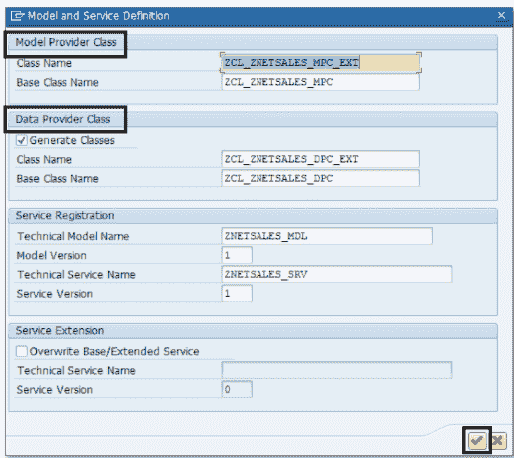 Model and Service Definition
Model Provider Class
Class Name ZCL_ZNETSALES_MPC_EXT
Base Class Name ZCL_ZNETSALES_MPC
Data Provider Class
Generate Classes
Class Name ZCL_ZNETSALES_DPC_EXT
Base Class Name ZCL_ZNETSALES_DPC
Service Registration
Technical Model Name ZNETSALES_MDL
Model Version 1
Technical Service Name ZNETSALES_SRV
Service Version 1
Service Extension
Overwrite Base/Extended Service
Technical Service Name
Service Version 0